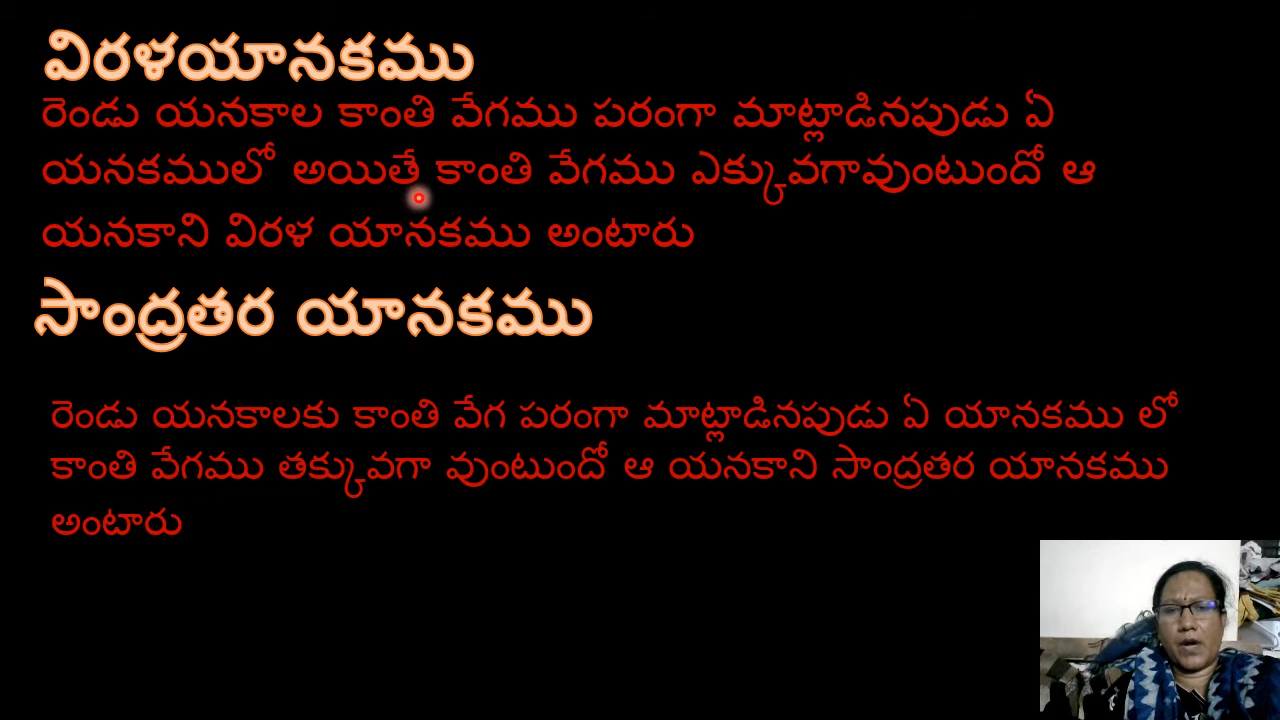 విరళయానకము
రెండు యనకాల కాంతి వేగము పరంగా మాట్లాడినపుడు ఏ
యనకములో అయితే కాంతి వేగము ఎక్కువగావుంటుందో ఆ
యనకాని విరళ యానకము అంటారు
సాంద్రతర యానకము
రెండు యనకాలకు కాంతి వేగ పరంగా మాట్లాడినపుడు ఏ యానకము లో
కాంతి వేగము తక్కువగా వుంటుందో ఆ యనకాని సాంద్రతర యానకము
అంటారు